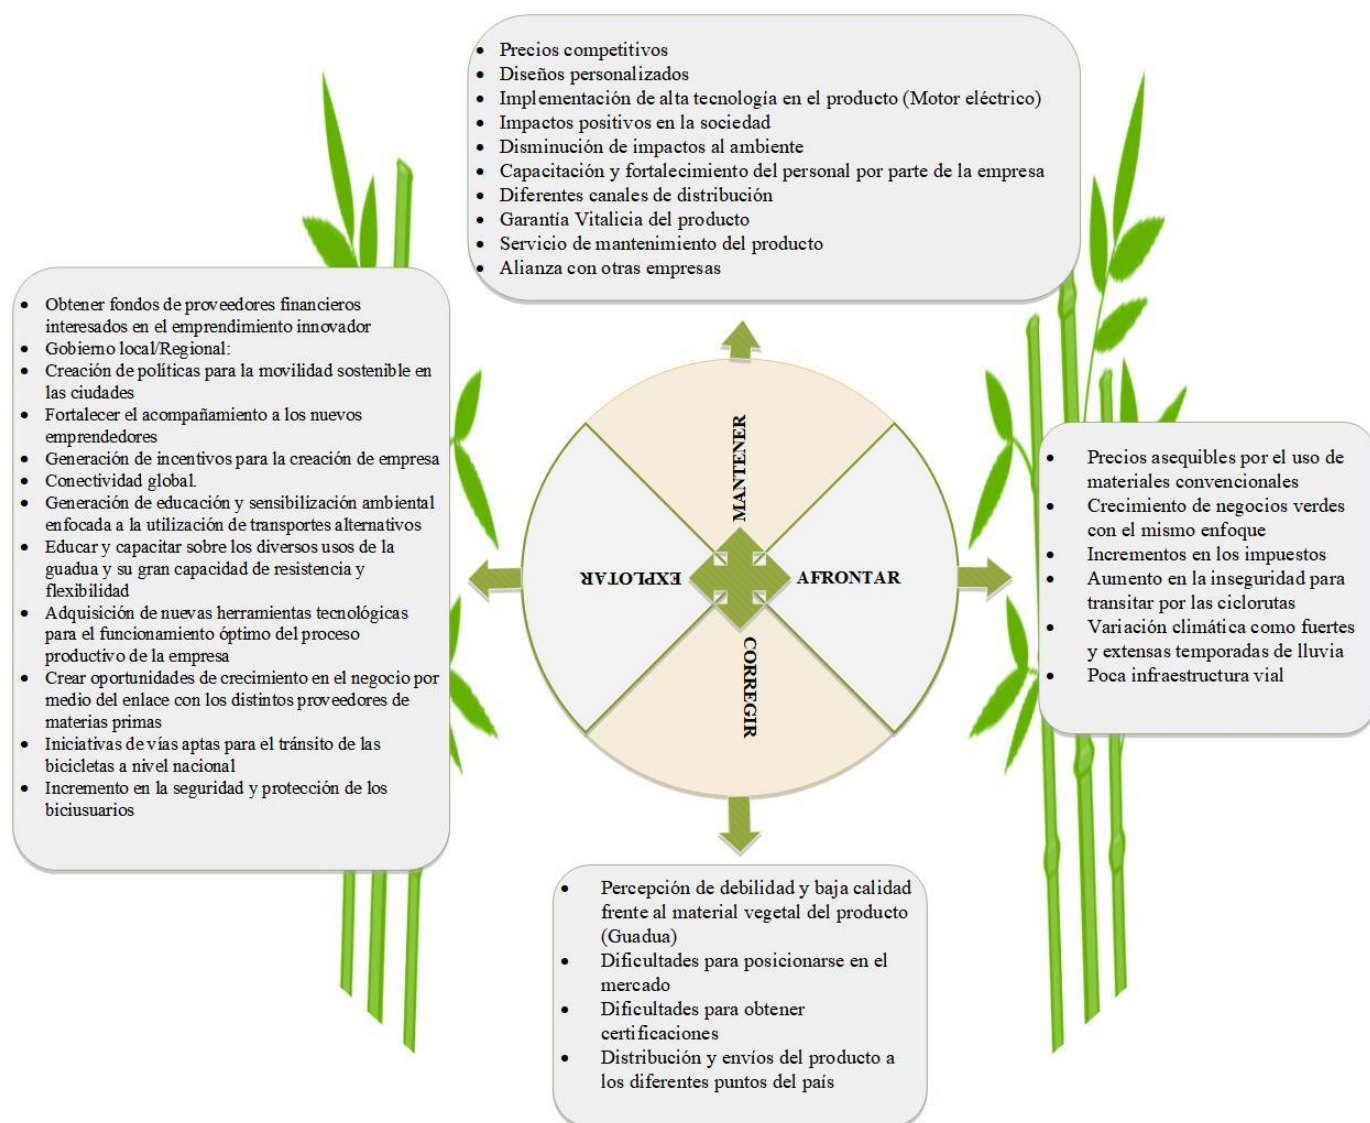 • Precios competitivos
• Diseños personalizados
• Implementación de alta tecnología en el producto (Motor eléctrico)
• Impactos positivos en la sociedad
• Disminución de impactos al ambiente
• Capacitación y fortalecimiento del personal por parte de la empresa
• Diferentes canales de distribución
• Garantía Vitalicia del producto
• Servicio de mantenimiento del producto
• Alianza con otras empresas
• Obtener fondos de proveedores financieros
interesados en el emprendimiento innovador
• Gobierno local/Regional:
• Creación de políticas para la movilidad sostenible en
las ciudades
• Fortalecer el acompañamiento a los nuevos
emprendedores
• Generación de incentivos para la creación de empresa
• Conectividad global.
• Generación de educación y sensibilización ambiental
enfocada a la utilización de transportes alternativos
• Educar y capacitar sobre los diversos usos de la
guadua y su gran capacidad de resistencia y
flexibilidad
• Adquisición de nuevas herramientas tecnológicas
para el funcionamiento óptimo del proceso
productivo de la empresa
• Crear oportunidades de crecimiento en el negocio por
medio del enlace con los distintos proveedores de
materias primas
• Iniciativas de vías aptas para el tránsito de las
bicicletas a nivel nacional
• Incremento en la seguridad y protección de los
biciusuarios
MANTENER
EXPLOTAR
AFRONTAR
CORREGIR
• Precios asequibles por el uso de
materiales convencionales
• Crecimiento de negocios verdes
con el mismo enfoque
• Incrementos en los impuestos
• Aumento en la inseguridad para
transitar por las ciclorutas
• Variación climática como fuertes
y extensas temporadas de lluvia
• Poca infraestructura vial
• Percepción de debilidad y baja calidad
frente al material vegetal del producto
(Guadua)
• Dificultades para posicionarse en el
mercado
• Dificultades para obtener
certificaciones
• Distribución y envíos del producto a
los diferentes puntos del país